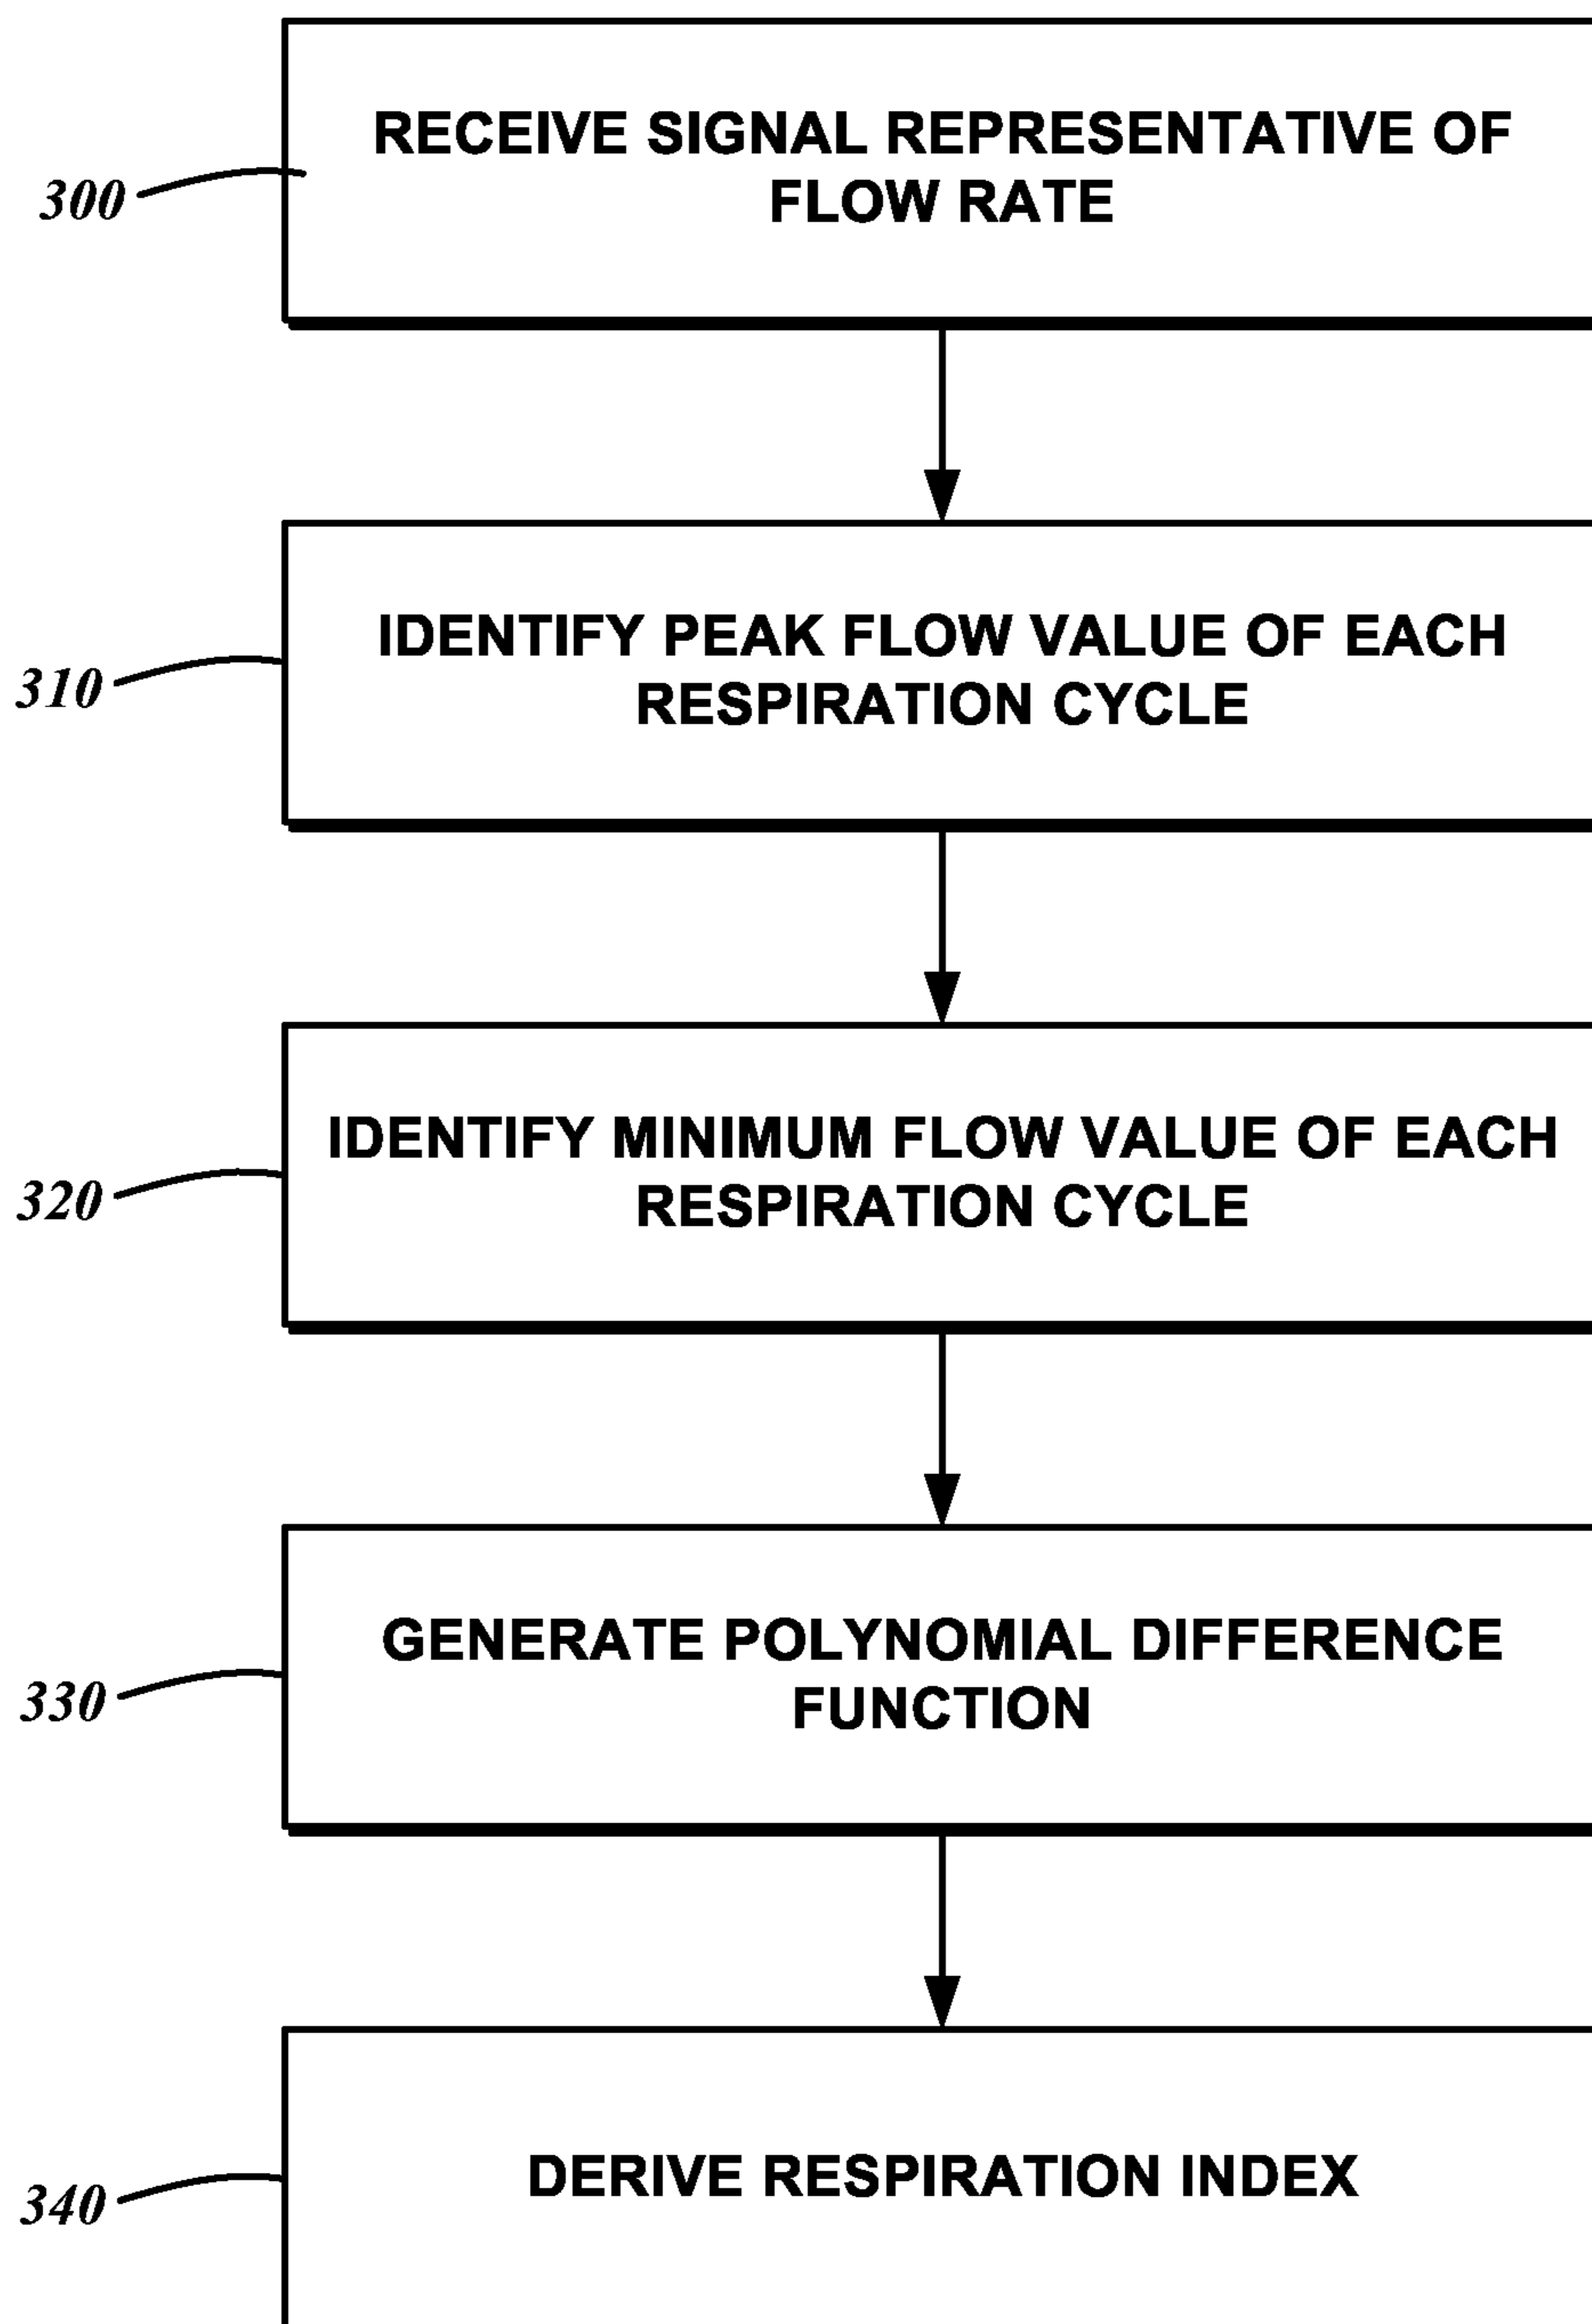 RECEIVE SIGNAL REPRESENTATIVE OF
FLOW RATE
300
IDENTIFY PEAK FLOW VALUE OF EACH
RESPIRATION CYCLE
310
IDENTIFY MINIMUM FLOW VALUE OF EACH
RESPIRATION CYCLE
320
GENERATE POLYNOMIAL DIFFERENCE
FUNCTION
330
DERIVE RESPIRATION INDEX
340